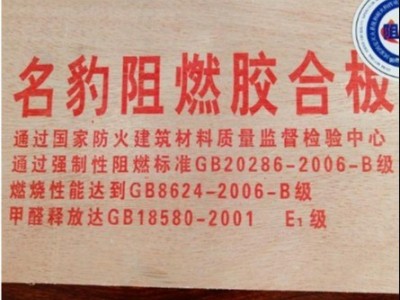 名豹阻燃胶合板
通过国家防火建筑材料质量监督检验中心
通过强制性阻燃标准GB20286-2006-B级
燃烧性能达到GB8624-2006-B级
甲醛释放达GB18580-2001 E₁级
阻